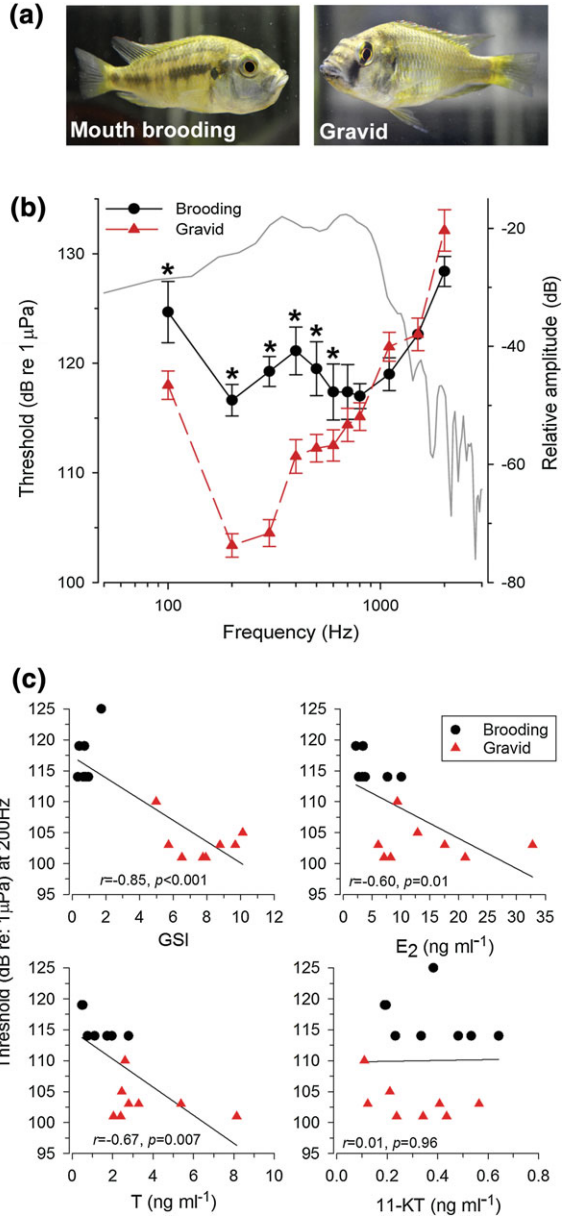 (a)
Mouth brooding
Gravid
(b)
Brooding
Gravid
130
120
110
100
Threshold (dB re 1 μPa)
* * * * * *
-20
-40
-60
-80
Relative amplitude (dB)
100
1000
Frequency (Hz)
(c)
Threshold (dB re: 1μPa) at 200Hz
125
120
115
110
105
100
95
r=-0.85, p<0.001
0 2 4 6 8 10 12
GSI
125
120
115
110
105
100
95
Brooding
Gravid
r=-0.60, p=0.01
0 5 10 15 20 25 30 35
E₂ (ng ml⁻¹)
125
120
115
110
105
100
95
r=-0.67, p=0.007
0 2 4 6 8 10
T (ng ml⁻¹)
125
120
115
110
105
100
95
r=0.01, p=0.96
0.0 0.2 0.4 0.6 0.8
11-KT (ng ml⁻¹)